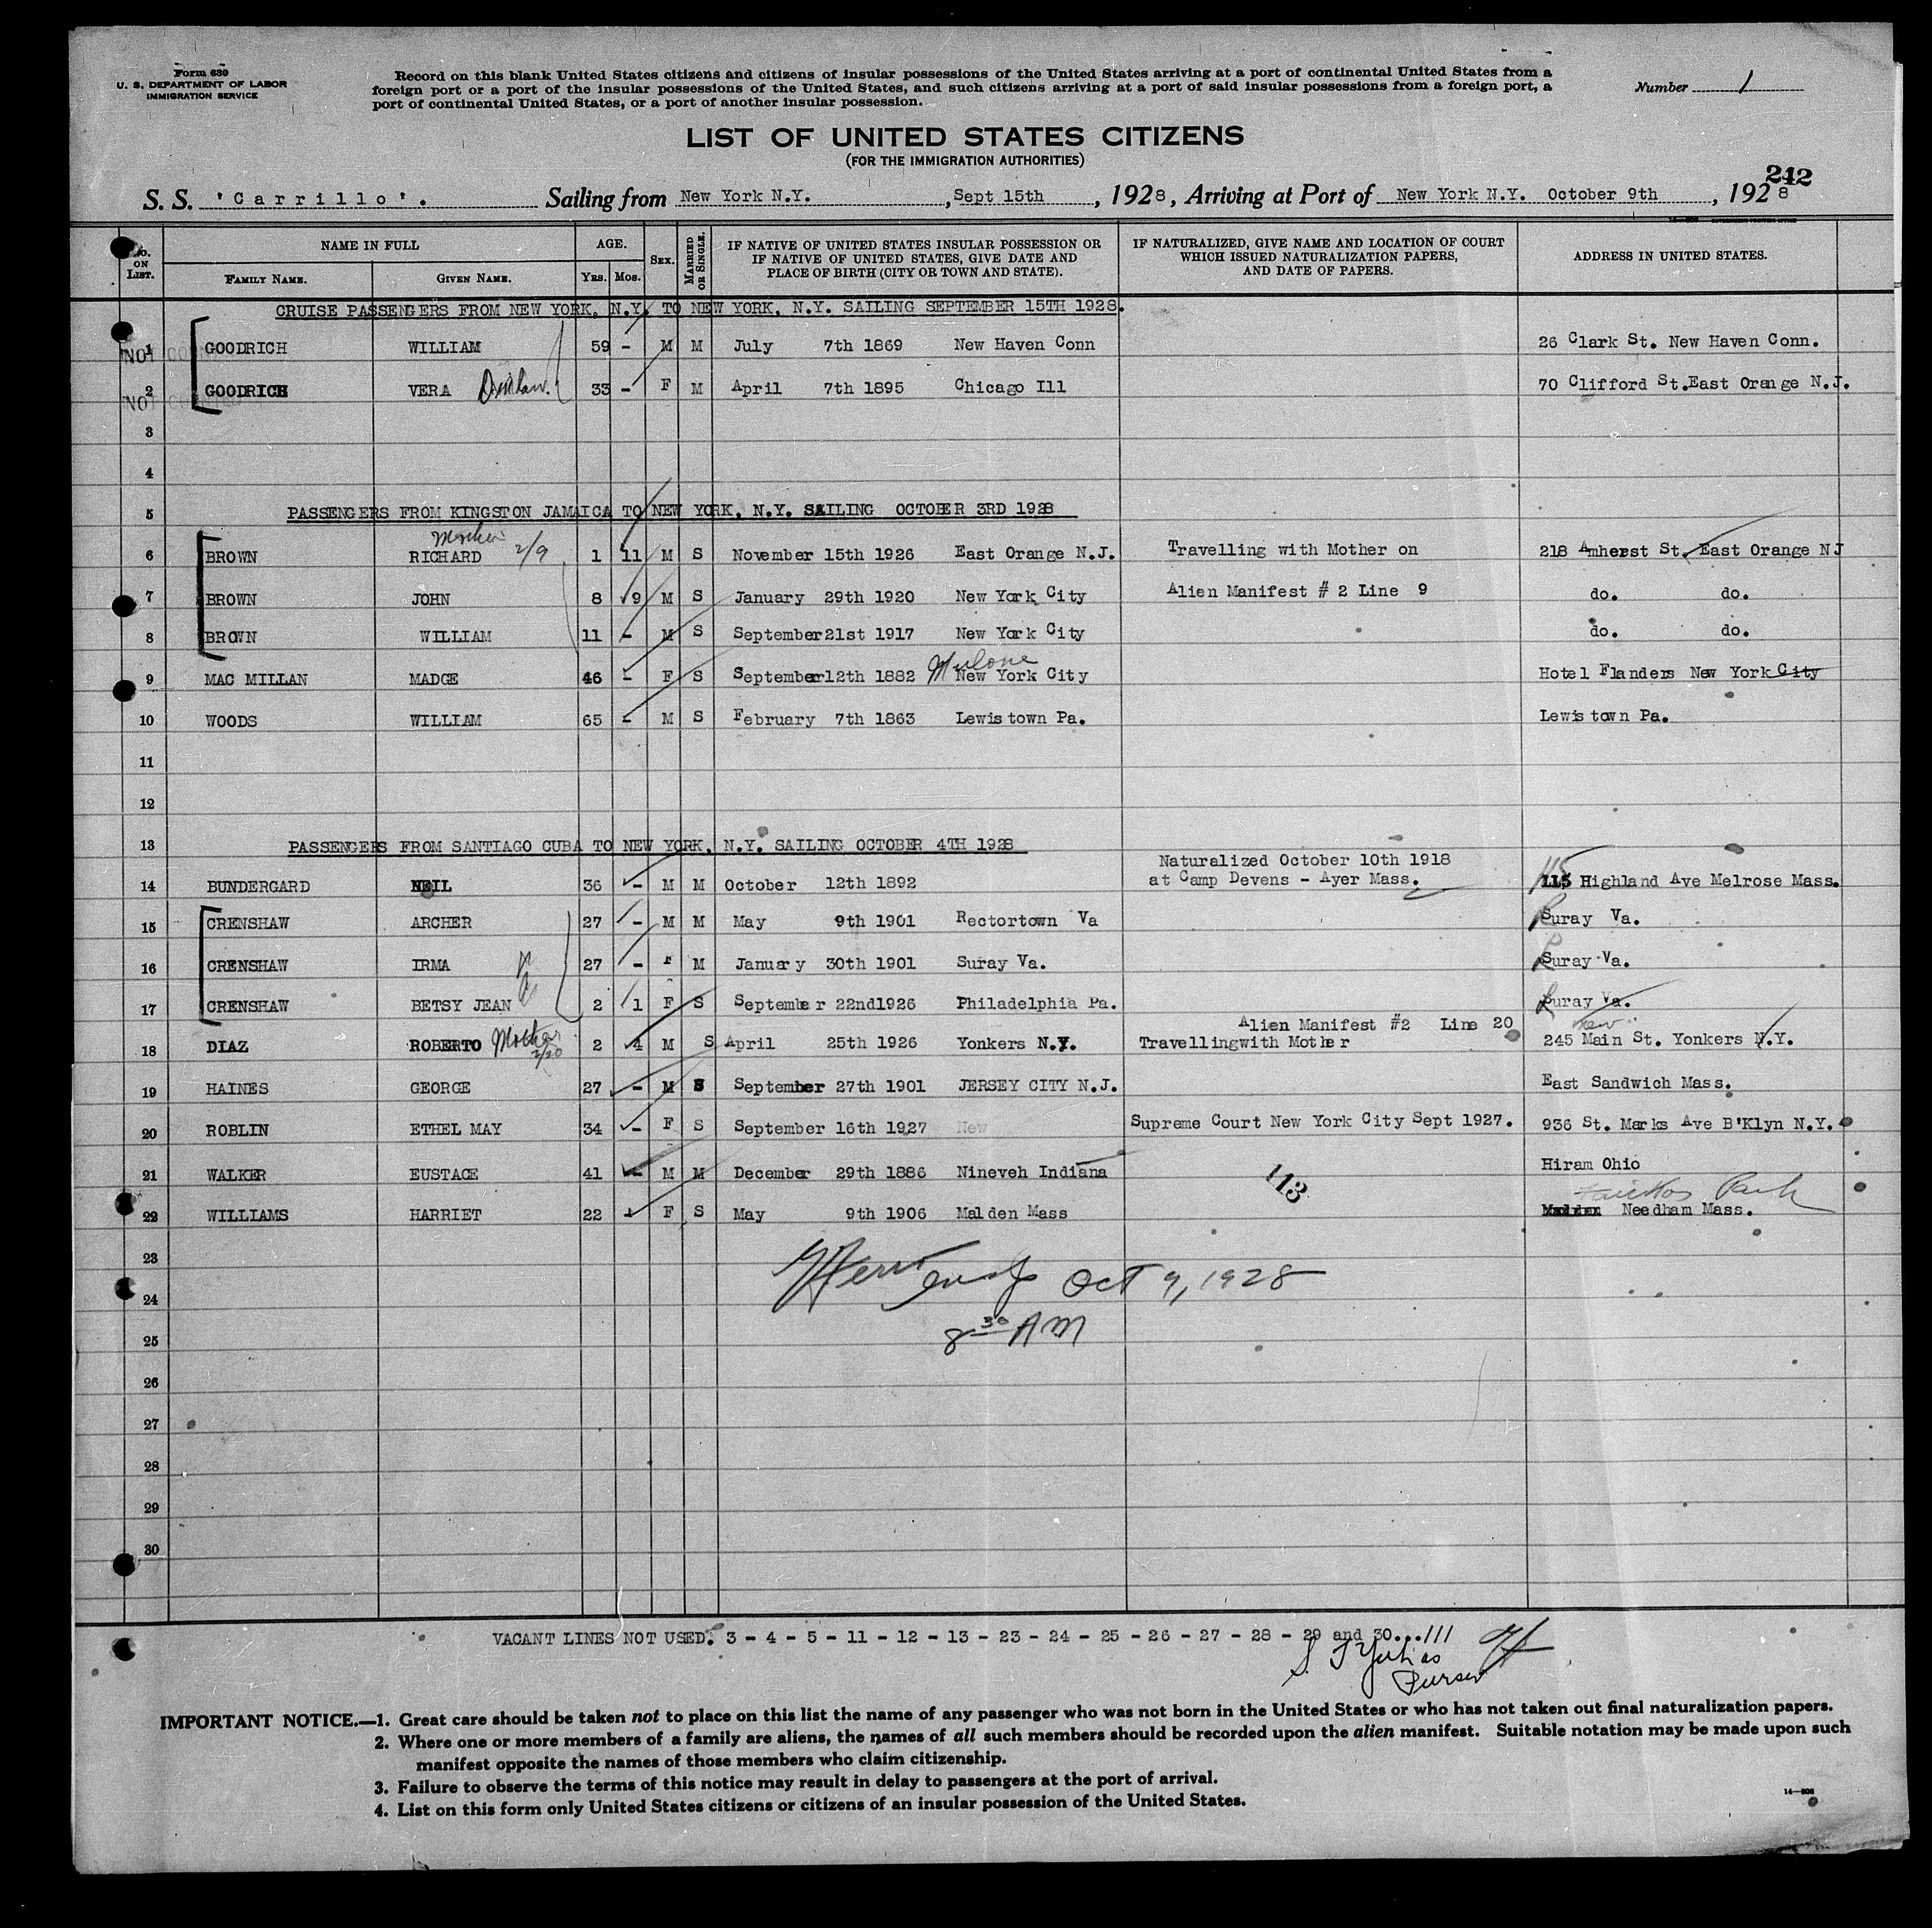 Form 630
U. S. DEPARTMENT OF LABOR
IMMIGRATION SERVICE
Record on this blank United States citizens and citizens of insular possessions of the United States arriving at a port of continental United States from a
foreign port or a port of the insular possessions of the United States, and such citizens arriving at a port of said insular possessions from a foreign port, a
port of continental United States, or a port of another insular possession.
Number 1
LIST OF UNITED STATES CITIZENS
(FOR THE IMMIGRATION AUTHORITIES)
242
S. S. 'Carrillo'. Sailing from New York N.Y. , Sept 15th , 1928, Arriving at Port of New York N.Y. October 9th , 1928
No. ON LIST. NAME IN FULL AGE. SEX. MARRIED OR SINGLE. IF NATIVE OF UNITED STATES INSULAR POSSESSION OR IF NATIVE OF UNITED STATES, GIVE DATE AND PLACE OF BIRTH (CITY OR TOWN AND STATE). IF NATURALIZED, GIVE NAME AND LOCATION OF COURT WHICH ISSUED NATURALIZATION PAPERS, AND DATE OF PAPERS. ADDRESS IN UNITED STATES.
FAMILY NAME. GIVEN NAME. YRS. MOS.
CRUISE PASSENGERS FROM NEW YORK, N.Y. TO NEW YORK, N.Y. SAILING SEPTEMBER 15TH 1928.
1 NOT GOODRICH WILLIAM 59 - M M July 7th 1869 New Haven Conn 26 Clark St. New Haven Conn.
2 NOT GOODRICH VERA 33 - F M April 7th 1895 Chicago Ill 70 Clifford St.East Orange N.J.
3
4
5 PASSENGERS FROM KINGSTON JAMAICA TO NEW YORK, N.Y. SAILING OCTOBER 3RD 1928
Mother 2/9
6 BROWN RICHARD 1 11 M S November 15th 1926 East Orange N.J. Travelling with Mother on 218 Amherst St. East Orange NJ
7 BROWN JOHN 8 9 M S January 29th 1920 New York City Alien Manifest # 2 Line 9 do. do.
8 BROWN WILLIAM 11 - M S September21st 1917 New York City do. do.
9 MAC MILLAN MADGE 46 - F S September12th 1882 Malone New York City Hotel Flanders New York City
10 WOODS WILLIAM 65 - M S February 7th 1863 Lewistown Pa. Lewistown Pa.
11
12
13 PASSENGERS FROM SANTIAGO CUBA TO NEW YORK, N.Y. SAILING OCTOBER 4TH 1928
Naturalized October 10th 1918
14 BUNDERGARD NEIL 36 - M M October 12th 1892 at Camp Devens - Ayer Mass. 115 Highland Ave Melrose Mass.
15 CRENSHAW ARCHER 27 - M M May 9th 1901 Rectortown Va Suray Va.
16 CRENSHAW IRMA 27 - F M January 30th 1901 Suray Va. Suray Va.
17 CRENSHAW BETSY JEAN 2 1 F S September 22nd1926 Philadelphia Pa. Suray Va.
Alien Manifest #2 Line 20 new
18 DIAZ ROBERTO Mother 2/20 2 4 M S April 25th 1926 Yonkers N.Y. Travellingwith Mother 245 Main St. Yonkers N.Y.
19 HAINES GEORGE 27 - M S September 27th 1901 JERSEY CITY N.J. East Sandwich Mass.
20 ROBLIN ETHEL MAY 34 - F S September 16th 1927 New Supreme Court New York City Sept 1927. 936 St. Marks Ave B'Klyn N.Y.
21 WALKER EUSTACE 41 - M M December 29th 1886 Nineveh Indiana 113 Hiram Ohio
Park
22 WILLIAMS HARRIET 22 - F S May 9th 1906 Malden Mass Malden Needham Mass.
23
Oct 9, 1928
24
8 30 AM
25
26
27
28
29
30
VACANT LINES NOT USED. 3 - 4 - 5 - 11 - 12 - 13 - 23 - 24 - 25 - 26 - 27 - 28 - 29 and 30...///
Purser
IMPORTANT NOTICE.—1. Great care should be taken not to place on this list the name of any passenger who was not born in the United States or who has not taken out final naturalization papers.
2. Where one or more members of a family are aliens, the names of all such members should be recorded upon the alien manifest. Suitable notation may be made upon such
manifest opposite the names of those members who claim citizenship.
3. Failure to observe the terms of this notice may result in delay to passengers at the port of arrival.
4. List on this form only United States citizens or citizens of an insular possession of the United States.